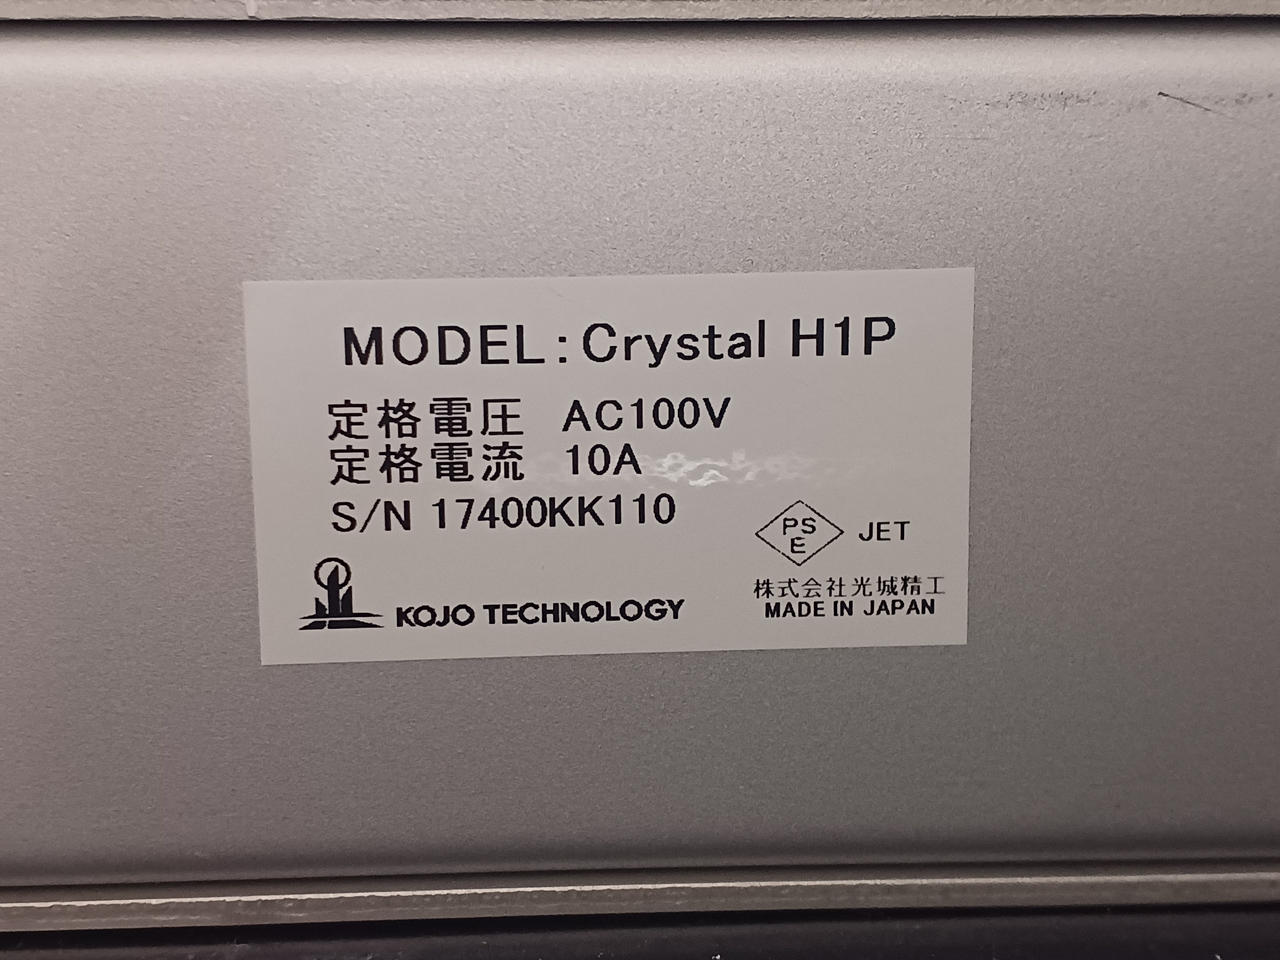 MODEL:Crystal H1P
定格電圧 AC100V
定格電流 10A
S/N 17400KK110
PS
E
JET
KOJO TECHNOLOGY
株式会社光城精工
MADE IN JAPAN